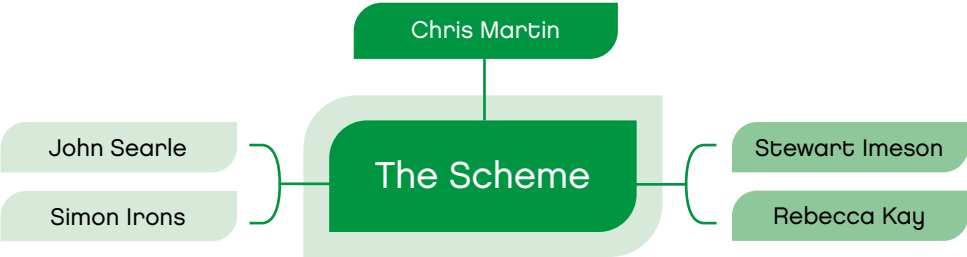 Chris Martin
John Searle
The Scheme
Stewart Imeson
Simon Irons
Rebecca Kay